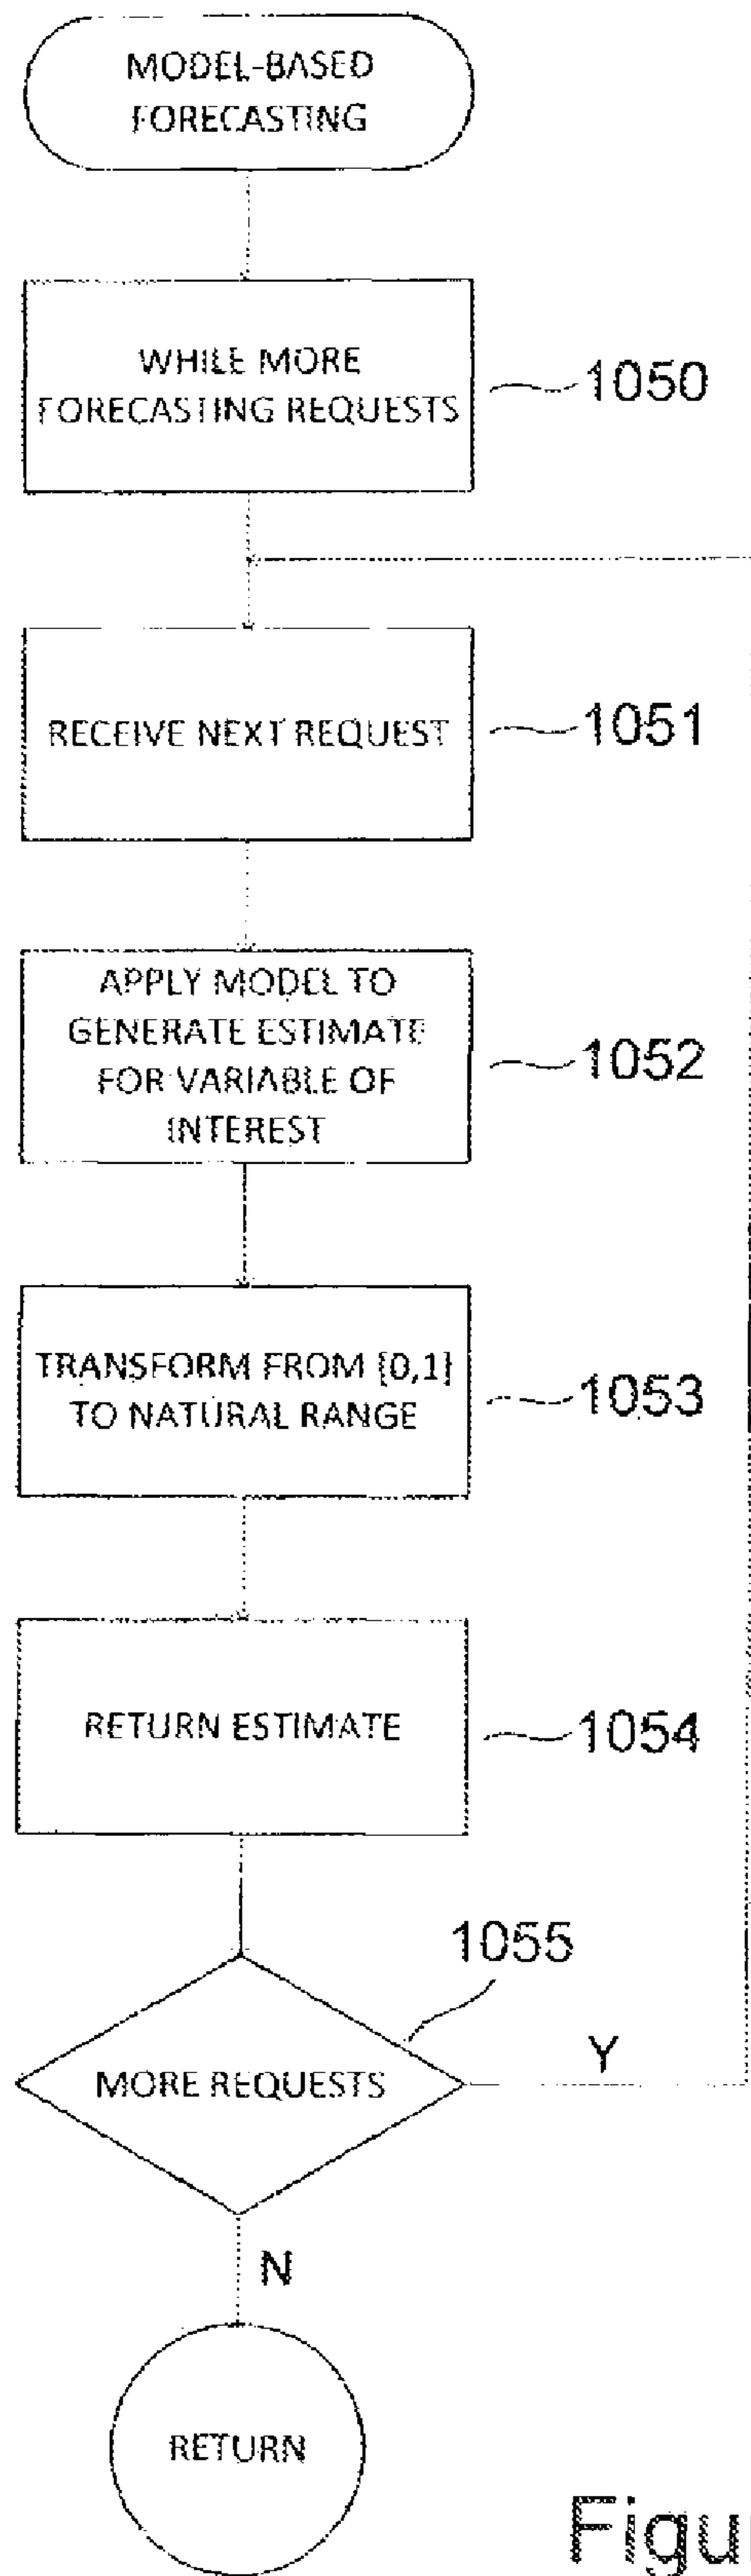 MODEL-BASED
FORECASTING
WHILE MORE
FORECASTING REQUESTS
1050
RECEIVE NEXT REQUEST
1051
APPLY MODEL TO
GENERATE ESTIMATE
FOR VARIABLE OF
INTEREST
1052
TRANSFORM FROM [0,1]
TO NATURAL RANGE
1053
RETURN ESTIMATE
1054
1055
MORE REQUESTS
Y
N
RETURN
Figu